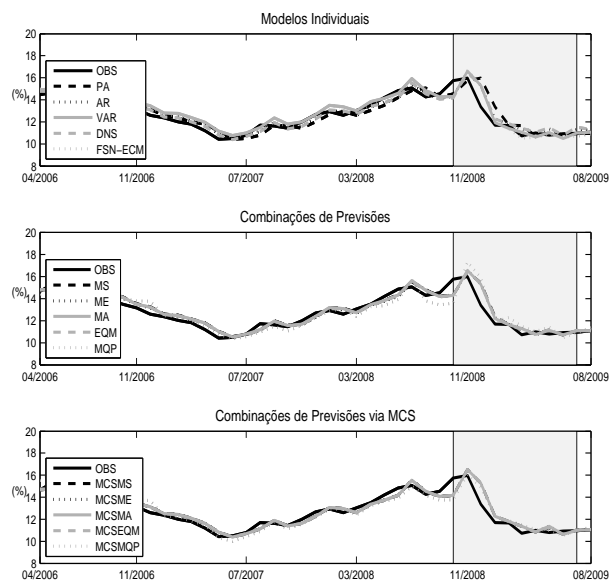 Modelos Individuais
20
18
16
(%)14
12
10
8
OBS
PA
AR
VAR
DNS
FSN–ECM
04/2006 11/2006 07/2007 03/2008 11/2008 08/2009
Combinações de Previsões
20
18
16
(%)14
12
10
8
OBS
MS
ME
MA
EQM
MQP
04/2006 11/2006 07/2007 03/2008 11/2008 08/2009
Combinações de Previsões via MCS
20
18
16
(%)14
12
10
8
OBS
MCSMS
MCSME
MCSMA
MCSEQM
MCSMQP
04/2006 11/2006 07/2007 03/2008 11/2008 08/2009